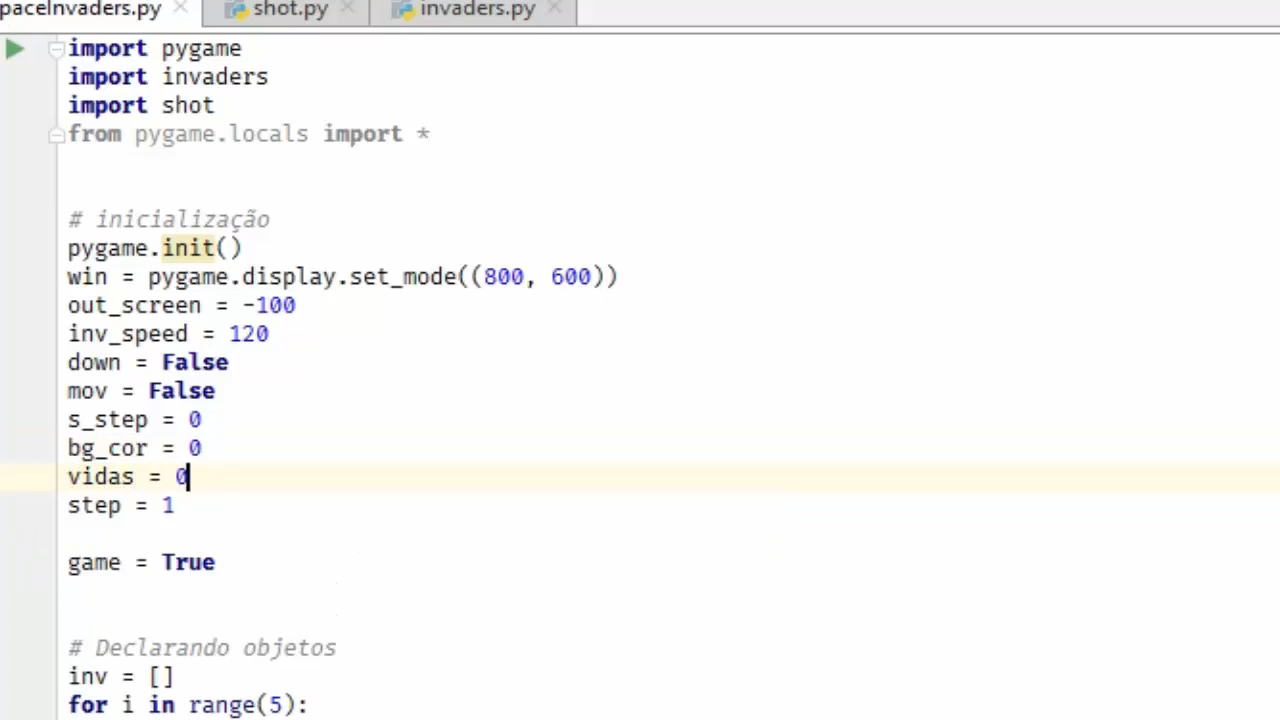 paceInvaders.py shot.py invaders.py
import pygame
import invaders
import shot
from pygame.locals import *
# inicialização
pygame.init()
win = pygame.display.set_mode((800, 600))
out_screen = -100
inv_speed = 120
down = False
mov = False
s_step = 0
bg_cor = 0
vidas = 0
step = 1
game = True
# Declarando objetos
inv = []
for i in range(5):